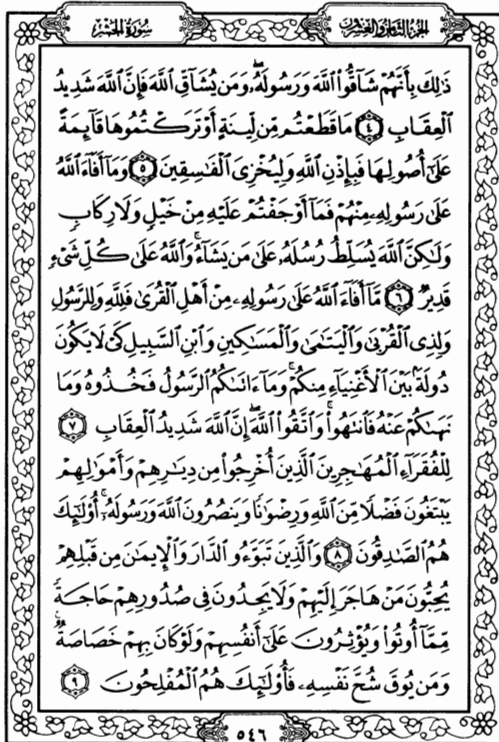 الجزء الثامن والعشرون
سورة الحشر
ذَٰلِكَ بِأَنَّهُمْ شَآقُّوا۟ ٱللَّهَ وَرَسُولَهُۥ ۖ وَمَن يُشَآقِّ ٱللَّهَ فَإِنَّ ٱللَّهَ شَدِيدُ
ٱلْعِقَابِ ٤ مَا قَطَعْتُم مِّن لِّينَةٍ أَوْ تَرَكْتُمُوهَا قَآئِمَةً
عَلَىٰٓ أُصُولِهَا فَبِإِذْنِ ٱللَّهِ وَلِيُخْزِىَ ٱلْفَٰسِقِينَ ٥ وَمَآ أَفَآءَ ٱللَّهُ
عَلَىٰ رَسُولِهِۦ مِنْهُمْ فَمَآ أَوْجَفْتُمْ عَلَيْهِ مِنْ خَيْلٍ وَلَا رِكَابٍ
وَلَٰكِنَّ ٱللَّهَ يُسَلِّطُ رُسُلَهُۥ عَلَىٰ مَن يَشَآءُ ۚ وَٱللَّهُ عَلَىٰ كُلِّ شَىْءٍ
قَدِيرٌ ٦ مَّآ أَفَآءَ ٱللَّهُ عَلَىٰ رَسُولِهِۦ مِنْ أَهْلِ ٱلْقُرَىٰ فَلِلَّهِ وَلِلرَّسُولِ
وَلِذِى ٱلْقُرْبَىٰ وَٱلْيَتَٰمَىٰ وَٱلْمَسَٰكِينِ وَٱبْنِ ٱلسَّبِيلِ كَىْ لَا يَكُونَ
دُولَةًۢ بَيْنَ ٱلْأَغْنِيَآءِ مِنكُمْ ۚ وَمَآ ءَاتَىٰكُمُ ٱلرَّسُولُ فَخُذُوهُ وَمَا
نَهَىٰكُمْ عَنْهُ فَٱنتَهُوا۟ ۚ وَٱتَّقُوا۟ ٱللَّهَ ۖ إِنَّ ٱللَّهَ شَدِيدُ ٱلْعِقَابِ ٧
لِلْفُقَرَآءِ ٱلْمُهَٰجِرِينَ ٱلَّذِينَ أُخْرِجُوا۟ مِن دِيَٰرِهِمْ وَأَمْوَٰلِهِمْ
يَبْتَغُونَ فَضْلًا مِّنَ ٱللَّهِ وَرِضْوَٰنًا وَيَنصُرُونَ ٱللَّهَ وَرَسُولَهُۥٓ ۚ أُو۟لَٰٓئِكَ
هُمُ ٱلصَّٰدِقُونَ ٨ وَٱلَّذِينَ تَبَوَّءُو ٱلدَّارَ وَٱلْإِيمَٰنَ مِن قَبْلِهِمْ
يُحِبُّونَ مَنْ هَاجَرَ إِلَيْهِمْ وَلَا يَجِدُونَ فِى صُدُورِهِمْ حَاجَةً
مِّمَّآ أُوتُوا۟ وَيُؤْثِرُونَ عَلَىٰٓ أَنفُسِهِمْ وَلَوْ كَانَ بِهِمْ خَصَاصَةٌ ۚ
وَمَن يُوقَ شُحَّ نَفْسِهِۦ فَأُو۟لَٰٓئِكَ هُمُ ٱلْمُفْلِحُونَ ٩
٥٤٦